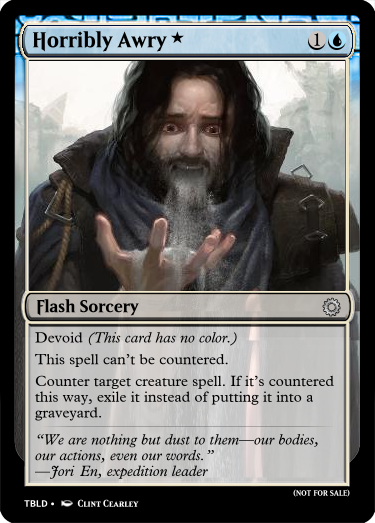 Horribly Awry ★ 1
Flash Sorcery
Devoid (This card has no color.)
This spell can't be countered.
Counter target creature spell. If it's countered
this way, exile it instead of putting it into a
graveyard.
“We are nothing but dust to them—our bodies,
our actions, even our words.”
—Jori En, expedition leader
(NOT FOR SALE)
TBLD • Clint Cearley